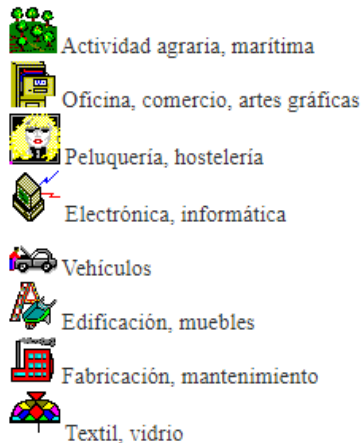 Actividad agraria, marítima
Oficina, comercio, artes gráficas
Peluquería, hostelería
Electrónica, informática
Vehículos
Edificación, muebles
Fabricación, mantenimiento
Textil, vidrio